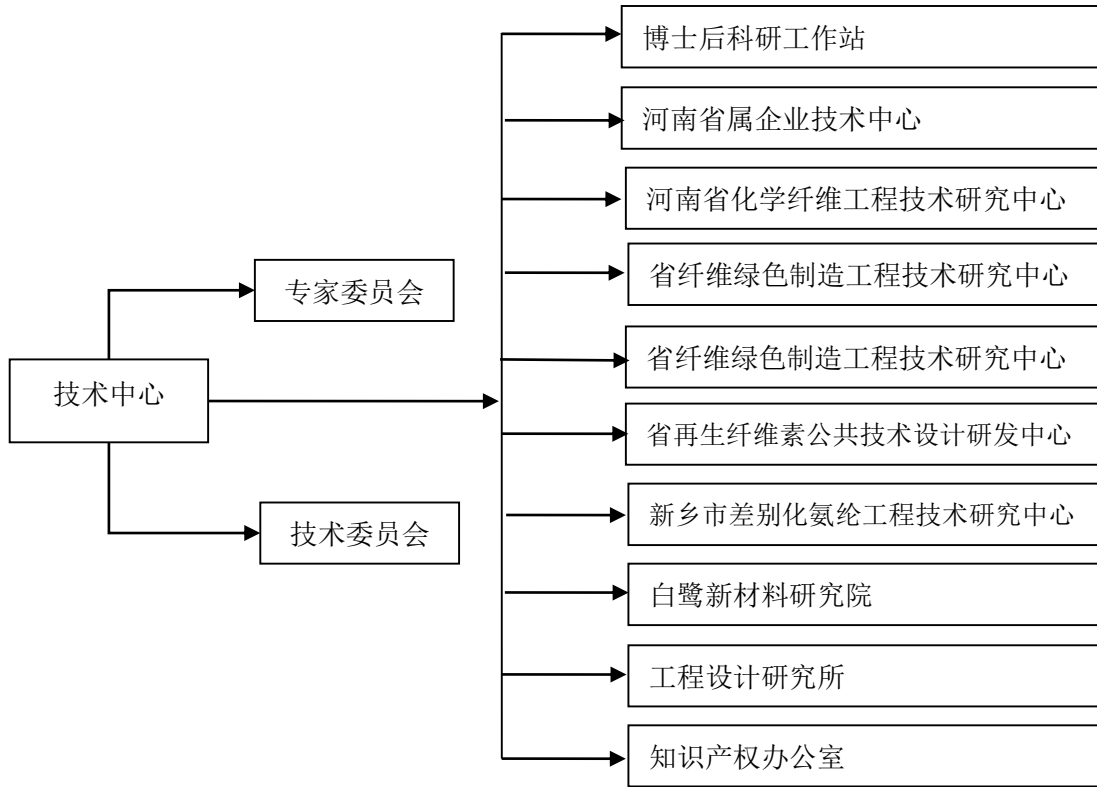 博士后科研工作站
河南省属企业技术中心
河南省化学纤维工程技术研究中心
省纤维绿色制造工程技术研究中心
专家委员会
省纤维绿色制造工程技术研究中心
技术中心
省再生纤维素公共技术设计研发中心
新乡市差别化氨纶工程技术研究中心
技术委员会
白鹭新材料研究院
工程设计研究所
知识产权办公室